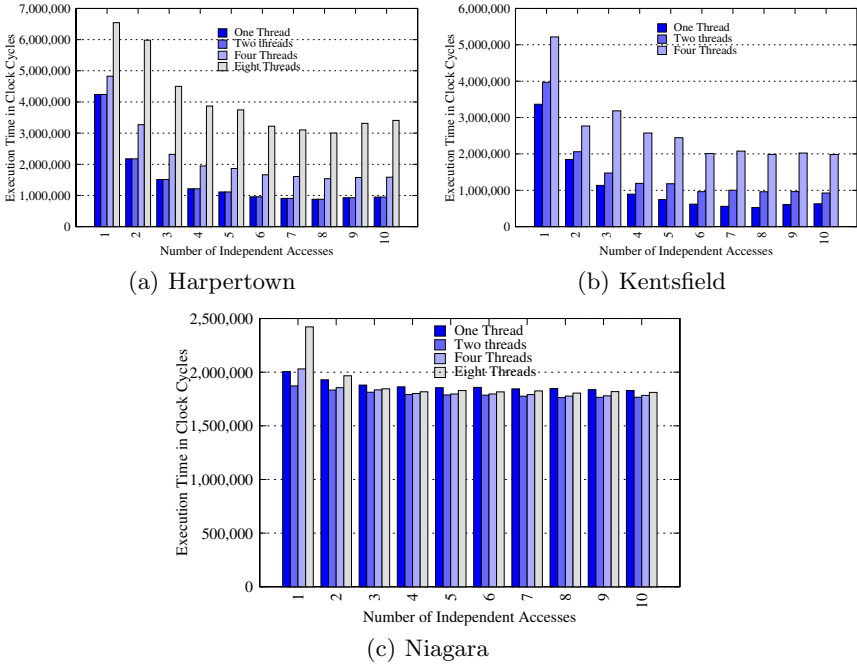 7,000,000
6,000,000
5,000,000
4,000,000
3,000,000
2,000,000
1,000,000
0
Execution Time in Clock Cycles
One Thread
Two threads
Four Threads
Eight Threads
1 2 3 4 5 6 7 8 9 10
Number of Independent Accesses
(a) Harpertown
6,000,000
5,000,000
4,000,000
3,000,000
2,000,000
1,000,000
0
Execution Time in Clock Cycles
One Thread
Two threads
Four Threads
1 2 3 4 5 6 7 8 9 10
Number of Independent Accesses
(b) Kentsfield
2,500,000
2,000,000
1,500,000
1,000,000
500,000
0
Execution Time in Clock Cycles
One Thread
Two threads
Four Threads
Eight Threads
1 2 3 4 5 6 7 8 9 10
Number of Independent Accesses
(c) Niagara